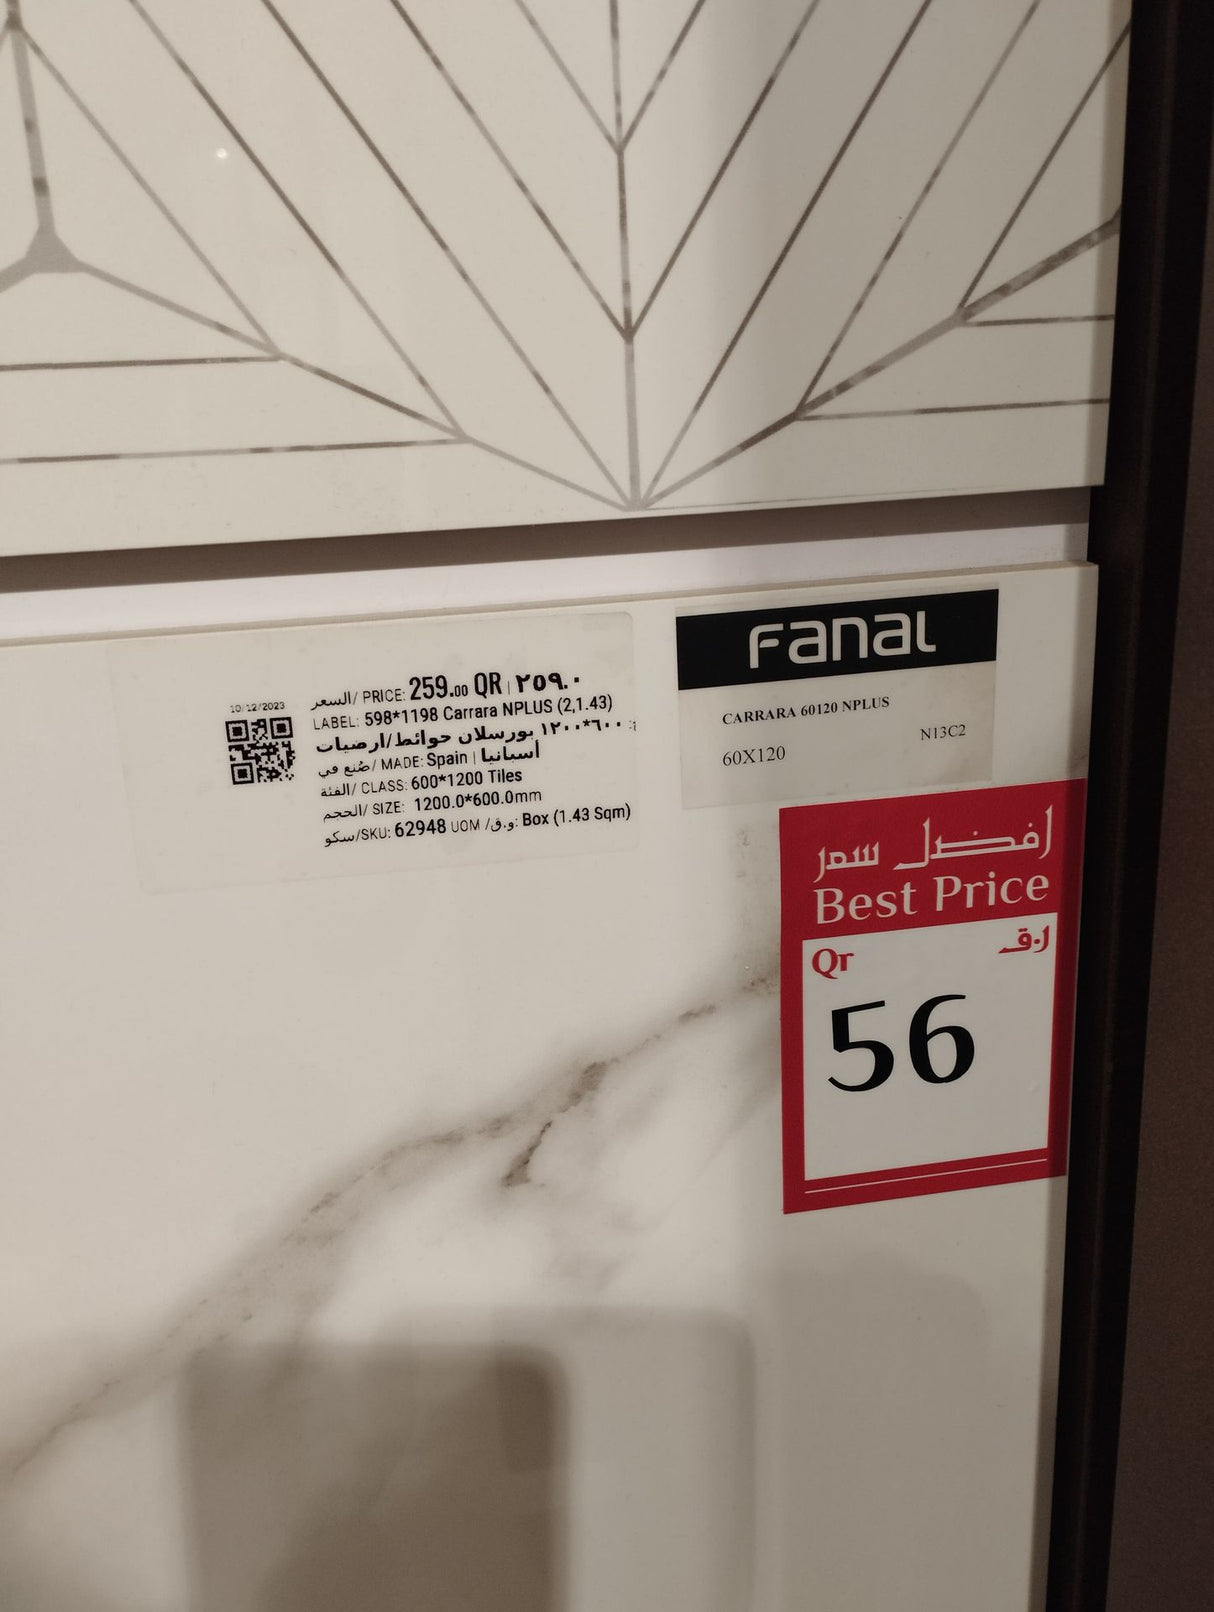 10/12/2023
السعر/ PRICE: 259.00 QR | ٢٥٩.٠
LABEL: 598*1198 Carrara NPLUS (2,1.43)
٦٠٠*١٢٠٠ بورسلان حوائط/ارضيات
صُنع في/ MADE: Spain | أسبانيا
الفئة/ CLASS: 600*1200 Tiles
الحجم/ SIZE: 1200.0*600.0mm
سكو/SKU: 62948 UOM /و.ق: Box (1.43 Sqm)
Fanal
CARRARA 60120 NPLUS
60X120 N13C2
افضل سعر
Best Price
Qr ر.ق
56